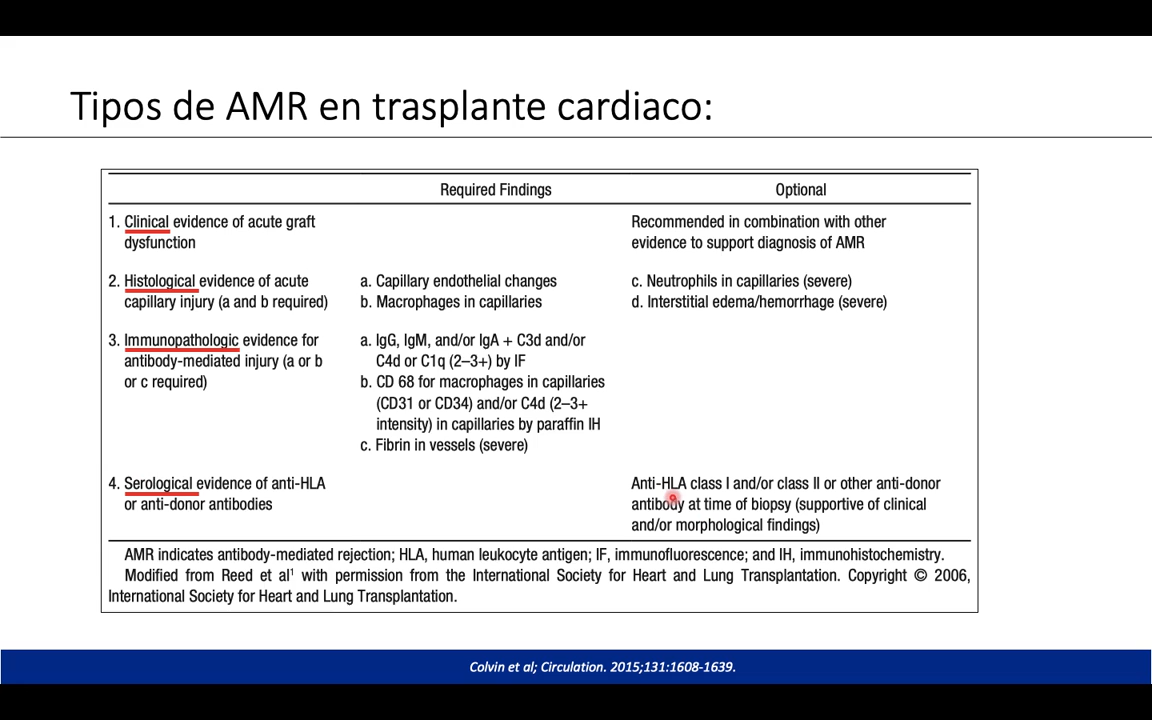 Tipos de AMR en trasplante cardiaco:
Required Findings Optional
1. Clinical evidence of acute graft
dysfunction
Recommended in combination with other
evidence to support diagnosis of AMR
2. Histological evidence of acute
capillary injury (a and b required)
a. Capillary endothelial changes
b. Macrophages in capillaries
c. Neutrophils in capillaries (severe)
d. Interstitial edema/hemorrhage (severe)
3. Immunopathologic evidence for
antibody-mediated injury (a or b
or c required)
a. IgG, IgM, and/or IgA + C3d and/or
C4d or C1q (2–3+) by IF
b. CD 68 for macrophages in capillaries
(CD31 or CD34) and/or C4d (2–3+
intensity) in capillaries by paraffin IH
c. Fibrin in vessels (severe)
4. Serological evidence of anti-HLA
or anti-donor antibodies
Anti-HLA class I and/or class II or other anti-donor
antibody at time of biopsy (supportive of clinical
and/or morphological findings)
AMR indicates antibody-mediated rejection; HLA, human leukocyte antigen; IF, immunofluorescence; and IH, immunohistochemistry.
Modified from Reed et al¹ with permission from the International Society for Heart and Lung Transplantation. Copyright © 2006,
International Society for Heart and Lung Transplantation.
Colvin et al; Circulation. 2015;131:1608-1639.